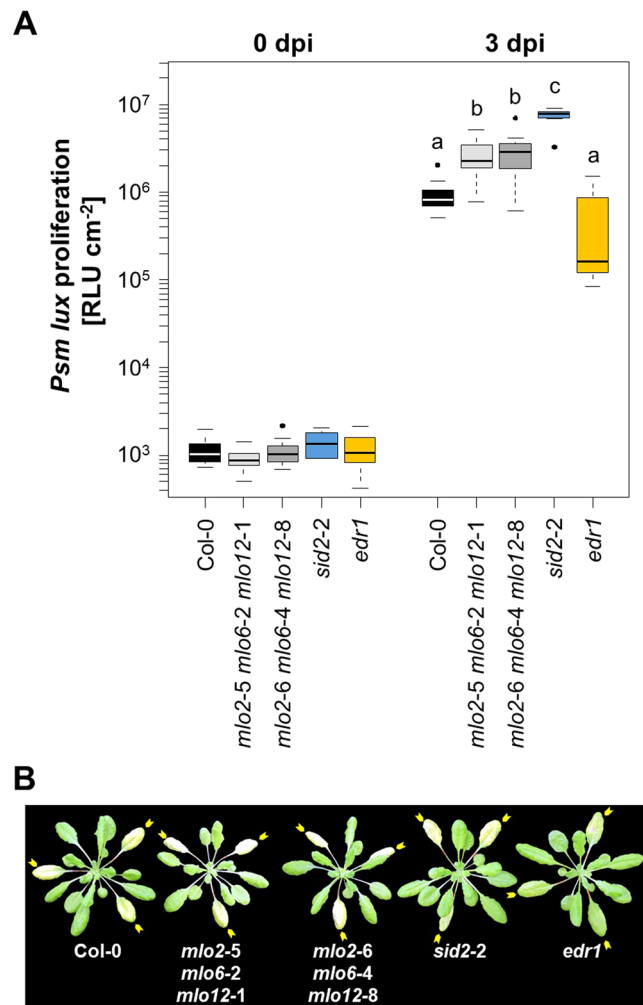 A
0 dpi 3 dpi
Psm lux proliferation
[RLU cm⁻²]
10⁷
10⁶
10⁵
10⁴
10³
a
b
b
c
a
Col-0
mlo2-5 mlo6-2 mlo12-1
mlo2-6 mlo6-4 mlo12-8
sid2-2
edr1
Col-0
mlo2-5 mlo6-2 mlo12-1
mlo2-6 mlo6-4 mlo12-8
sid2-2
edr1
B
Col-0
mlo2-5
mlo6-2
mlo12-1
mlo2-6
mlo6-4
mlo12-8
sid2-2
edr1